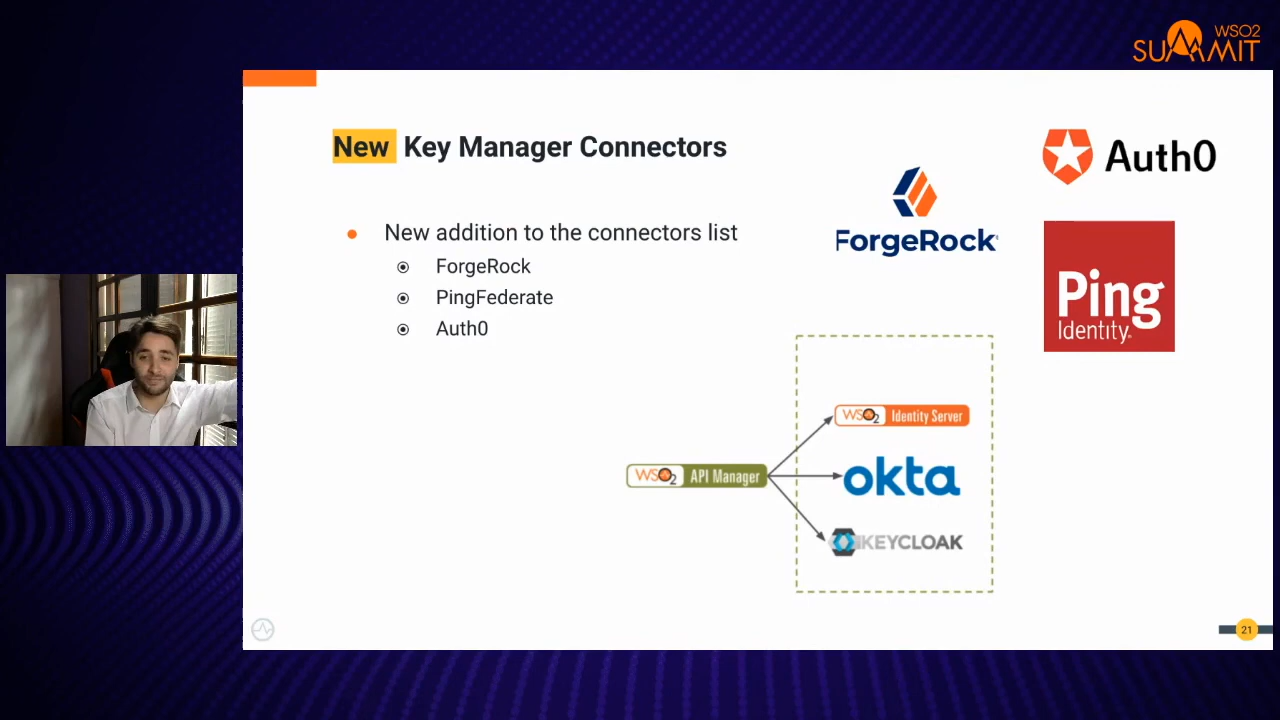 WSO2
SUMMIT
New Key Manager Connectors
Auth0
ForgeRock
New addition to the connectors list
ForgeRock
PingFederate
Auth0
Ping
Identity®
WSO2 Identity Server
WSO2 API Manager
okta
KEYCLOAK
21